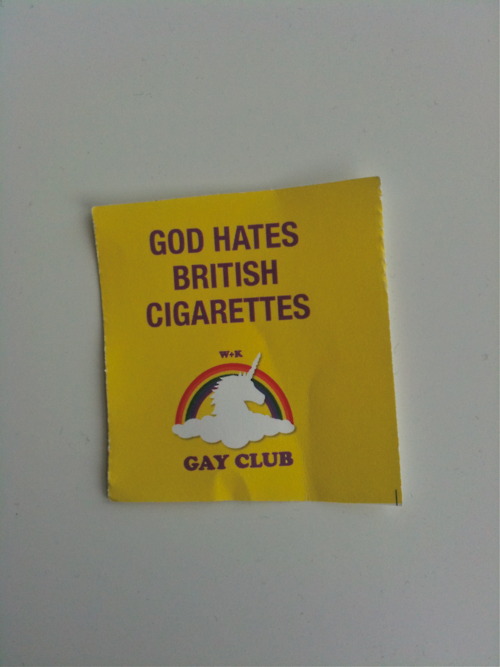 GOD HATES
BRITISH
CIGARETTES
W+K
GAY CLUB